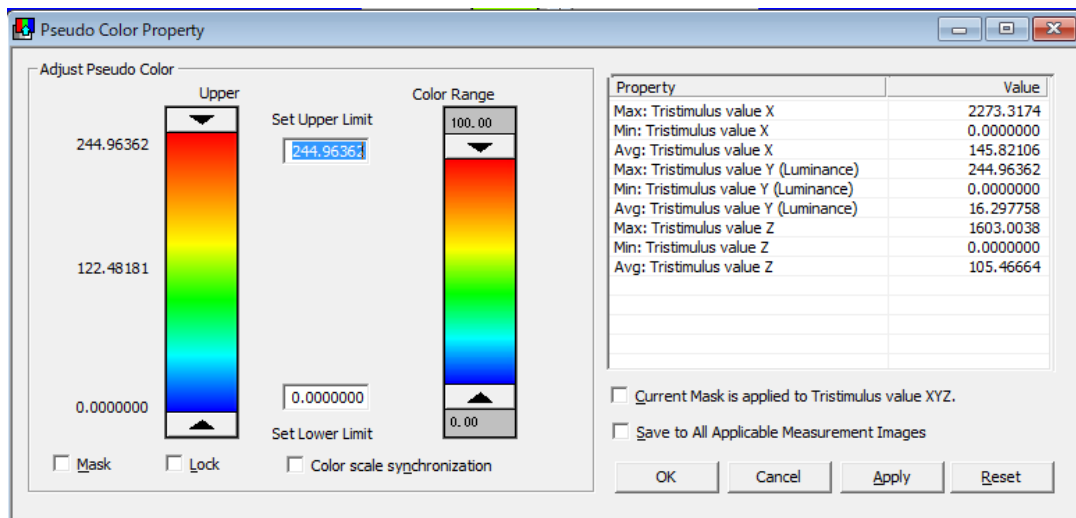 Pseudo Color Property
Adjust Pseudo Color
Upper
Color Range
244.96362
122.48181
0.0000000
Set Upper Limit
244.96362
0.0000000
Set Lower Limit
100.00
0.00
Mask
Lock
Color scale synchronization
Property Value
Max: Tristimulus value X 2273.3174
Min: Tristimulus value X 0.0000000
Avg: Tristimulus value X 145.82106
Max: Tristimulus value Y (Luminance) 244.96362
Min: Tristimulus value Y (Luminance) 0.0000000
Avg: Tristimulus value Y (Luminance) 16.297758
Max: Tristimulus value Z 1603.0038
Min: Tristimulus value Z 0.0000000
Avg: Tristimulus value Z 105.46664
Current Mask is applied to Tristimulus value XYZ.
Save to All Applicable Measurement Images
OK Cancel Apply Reset